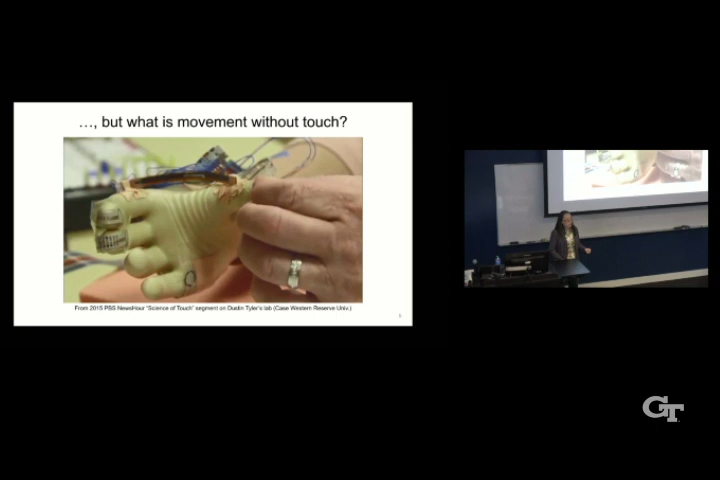 …, but what is movement without touch?
From 2015 PBS NewsHour "Science of Touch" segment on Dustin Tyler's lab (Case Western Reserve Univ.)
GT